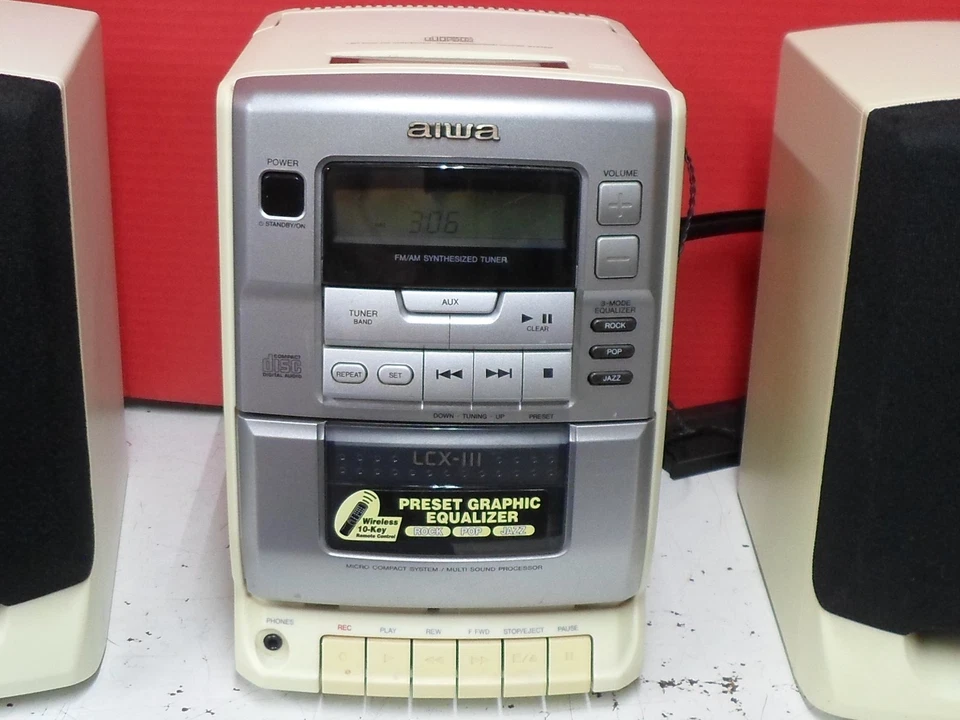 aiwa
POWER
VOLUME
STANDBY/ON
306
FM/AM SYNTHESIZED TUNER
AUX
TUNER
BAND
CLEAR
3-MODE
EQUALIZER
ROCK
POP
JAZZ
COMPACT
disc
DIGITAL AUDIO
REPEAT
SET
DOWN · TUNING · UP
PRESET
LCX-111
PRESET GRAPHIC
EQUALIZER
ROCK POP JAZZ
Wireless
10-Key
Remote Control
MICRO COMPACT SYSTEM / MULTI SOUND PROCESSOR
PHONES
REC PLAY REW F FWD STOP/EJECT PAUSE